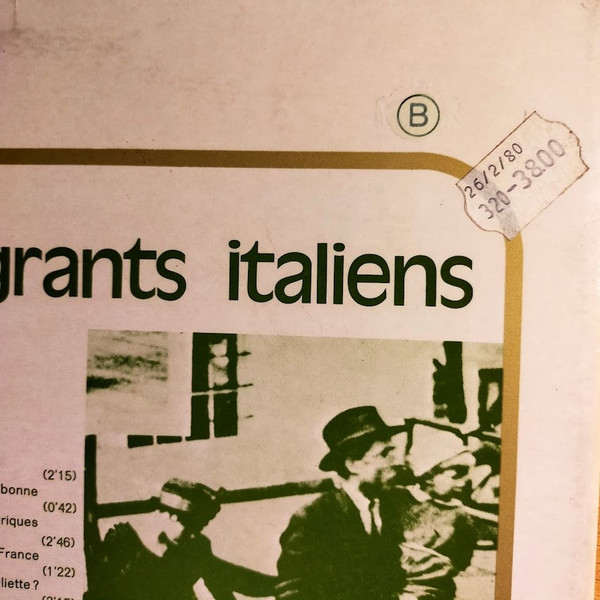 B
26/2/80
320-3800
grants italiens
(2'15)
bonne
(0'42)
riques
(2'46)
France
(1'22)
liette ?